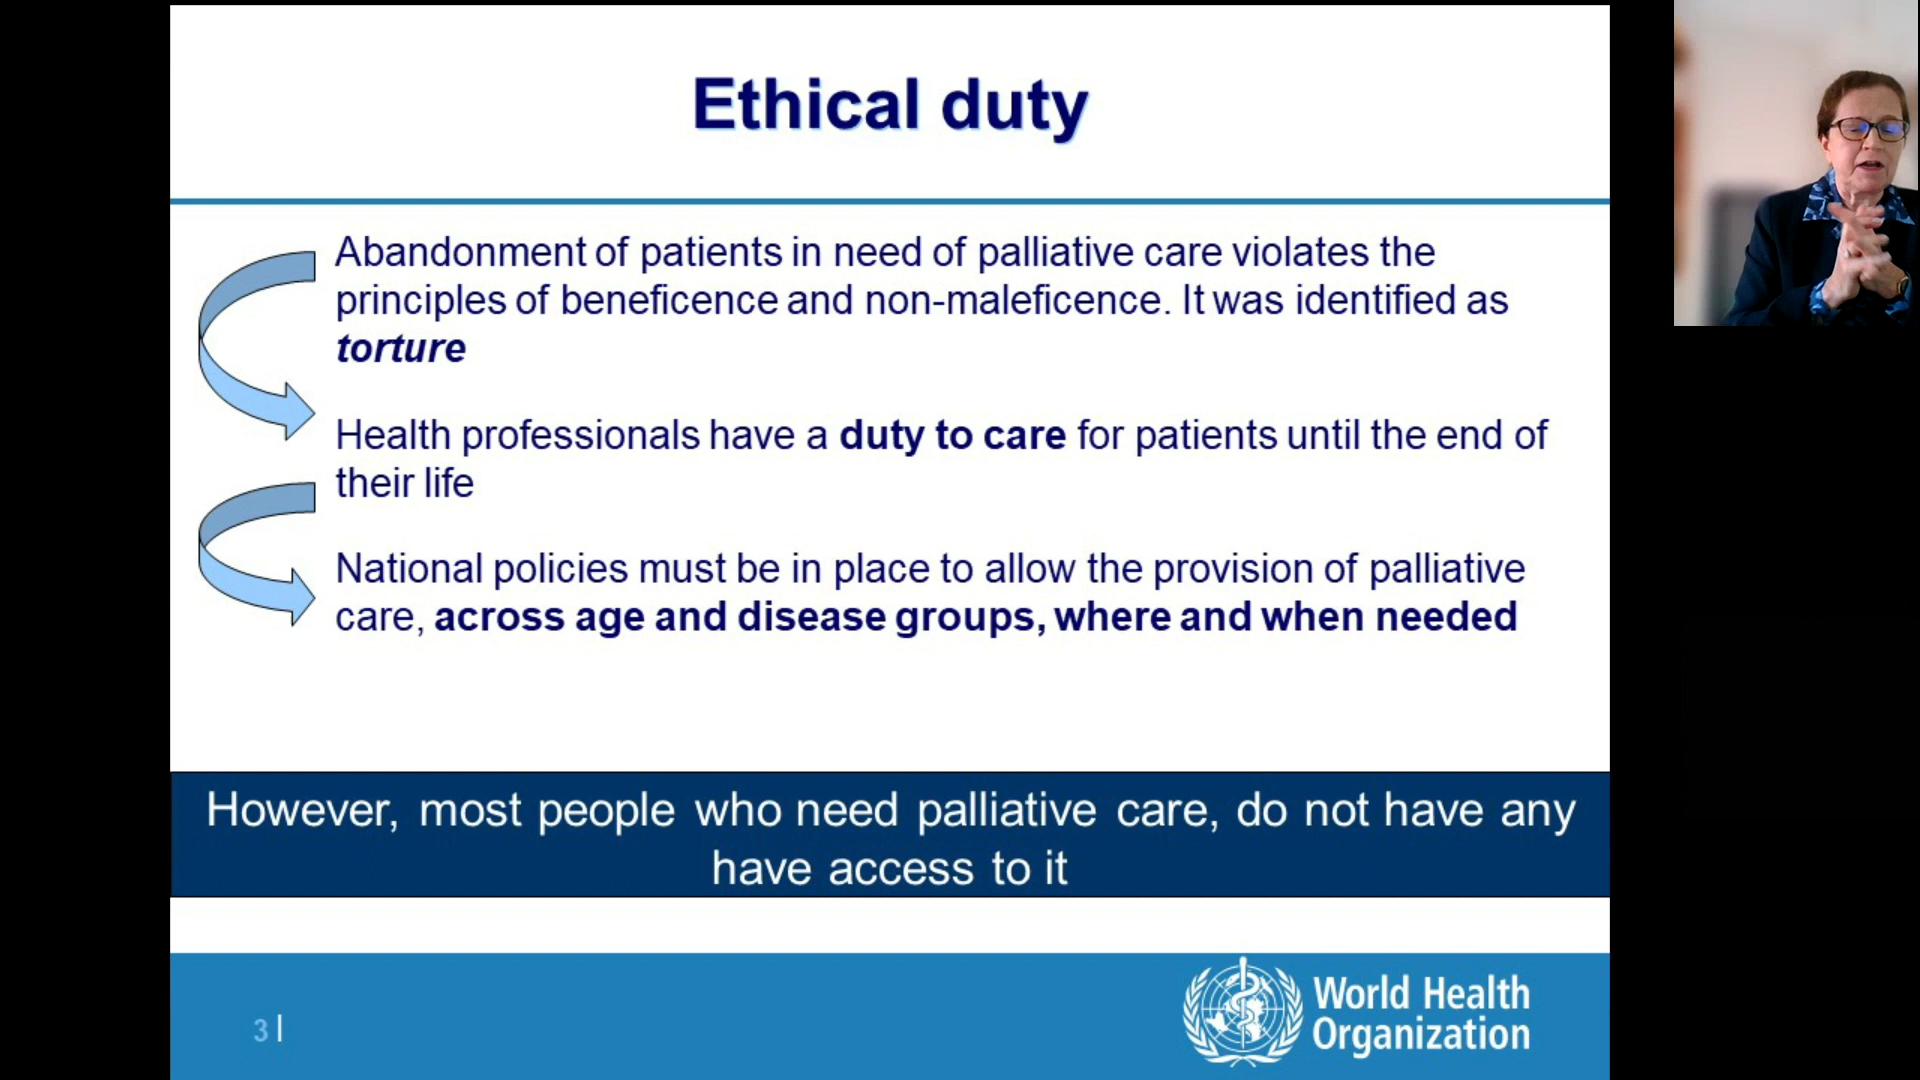 Ethical duty
Abandonment of patients in need of palliative care violates the
principles of beneficence and non-maleficence. It was identified as
torture
Health professionals have a duty to care for patients until the end of
their life
National policies must be in place to allow the provision of palliative
care, across age and disease groups, where and when needed
However, most people who need palliative care, do not have any
have access to it
3 |
World Health
Organization